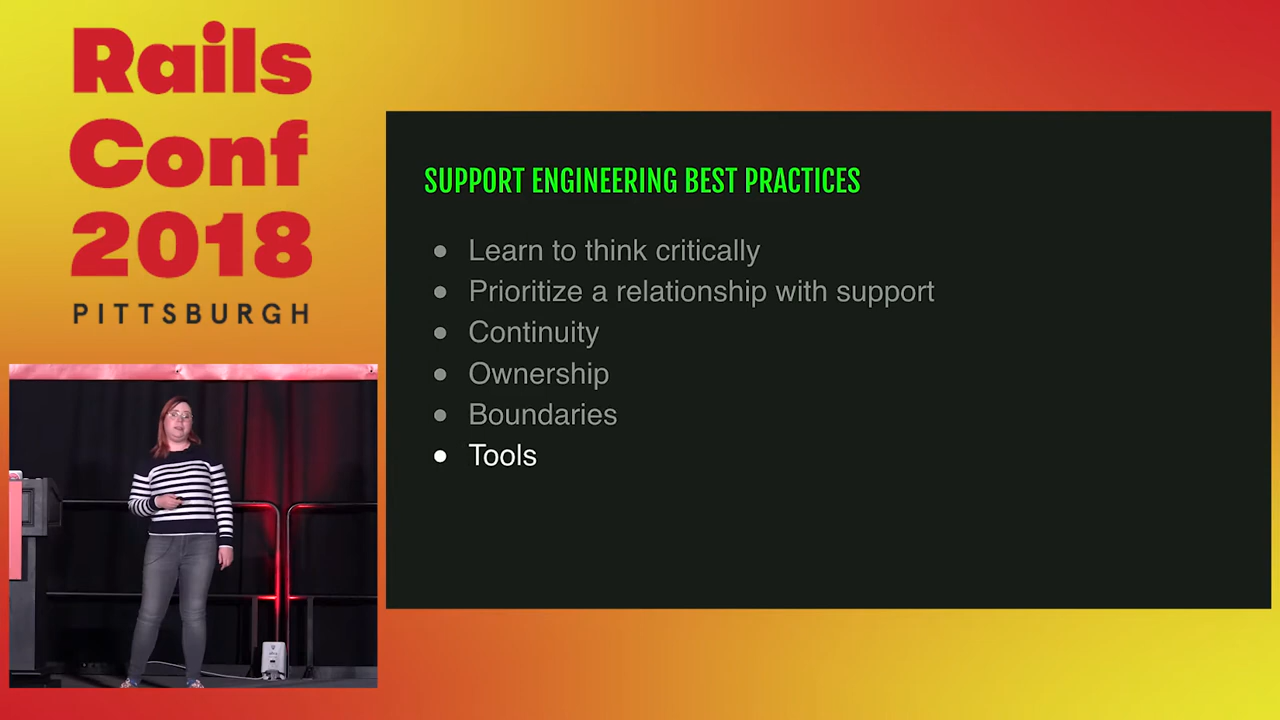 Rails
Conf
2018
PITTSBURGH
SUPPORT ENGINEERING BEST PRACTICES
● Learn to think critically
● Prioritize a relationship with support
● Continuity
● Ownership
● Boundaries
● Tools